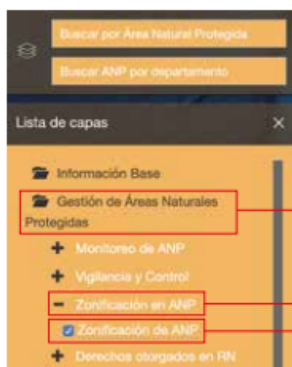 Buscar por Área Natural Protegida
Buscar ANP por departamento
Lista de capas
Información Base
Gestión de Áreas Naturales
Protegidas
Monitoreo de ANP
Vigilancia y Control
Zonificación en ANP
Zonificación de ANP
Derechos otorgados en RN